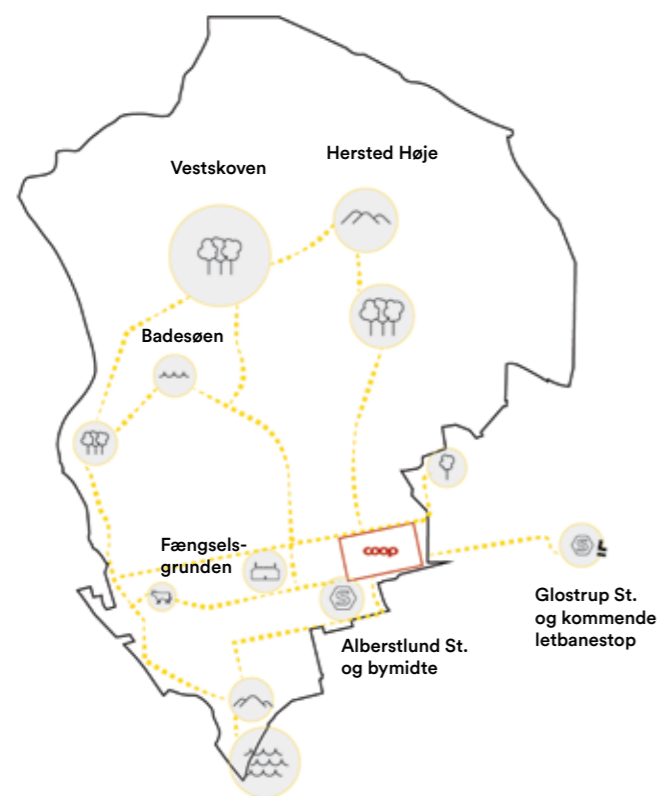 Hersted Høje
Vestskoven
Badesøen
Fængsels-
grunden
coop
S
L
S
Glostrup St.
og kommende
letbanestop
Alberstlund St.
og bymidte